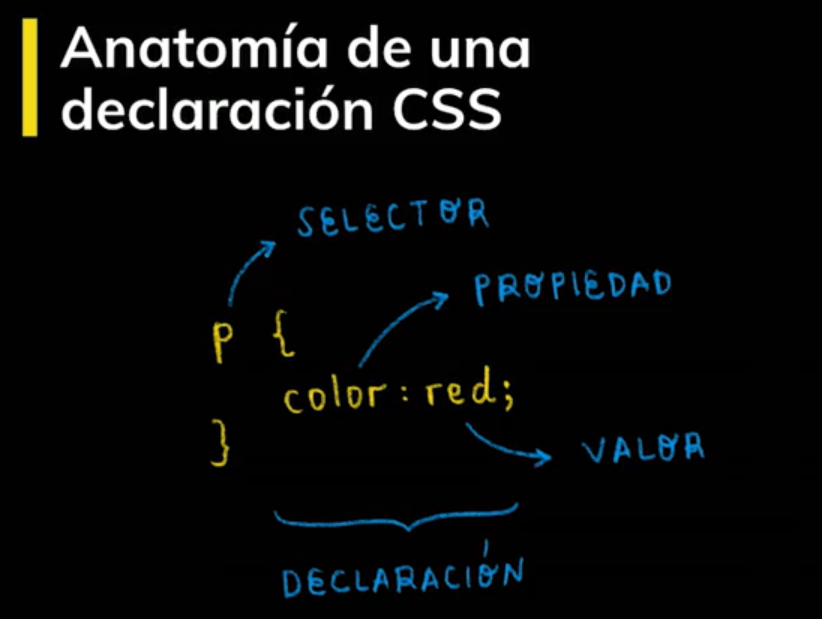 Anatomía de una
declaración CSS
SELECTOR
PROPIEDAD
p {
color: red;
}
VALOR
DECLARACIÓN